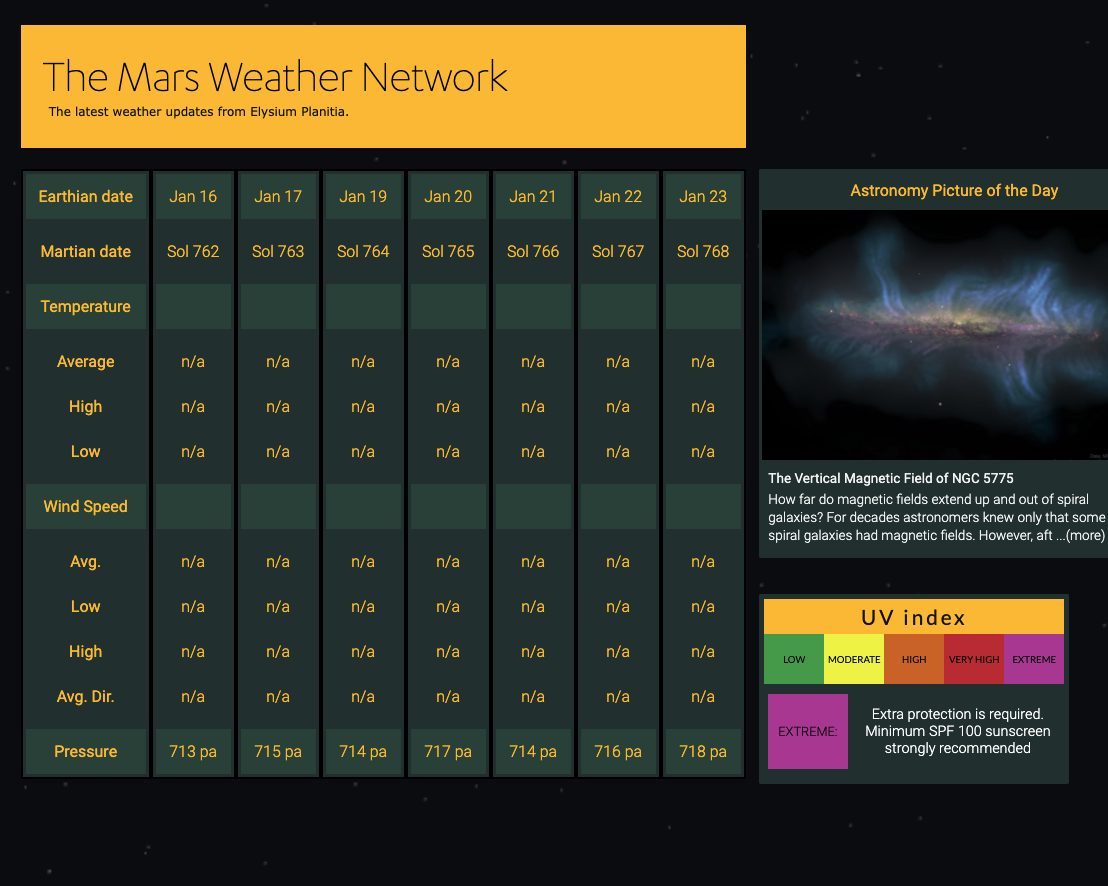 The Mars Weather Network
The latest weather updates from Elysium Planitia.
Earthian date Jan 16 Jan 17 Jan 19 Jan 20 Jan 21 Jan 22 Jan 23
Martian date Sol 762 Sol 763 Sol 764 Sol 765 Sol 766 Sol 767 Sol 768
Temperature
Average n/a n/a n/a n/a n/a n/a n/a
High n/a n/a n/a n/a n/a n/a n/a
Low n/a n/a n/a n/a n/a n/a n/a
Wind Speed
Avg. n/a n/a n/a n/a n/a n/a n/a
Low n/a n/a n/a n/a n/a n/a n/a
High n/a n/a n/a n/a n/a n/a n/a
Avg. Dir. n/a n/a n/a n/a n/a n/a n/a
Pressure 713 pa 715 pa 714 pa 717 pa 714 pa 716 pa 718 pa
Astronomy Picture of the Day
The Vertical Magnetic Field of NGC 5775
How far do magnetic fields extend up and out of spiral
galaxies? For decades astronomers knew only that some
spiral galaxies had magnetic fields. However, aft ...(more)
UV index
LOW MODERATE HIGH VERY HIGH EXTREME
EXTREME:
Extra protection is required.
Minimum SPF 100 sunscreen
strongly recommended